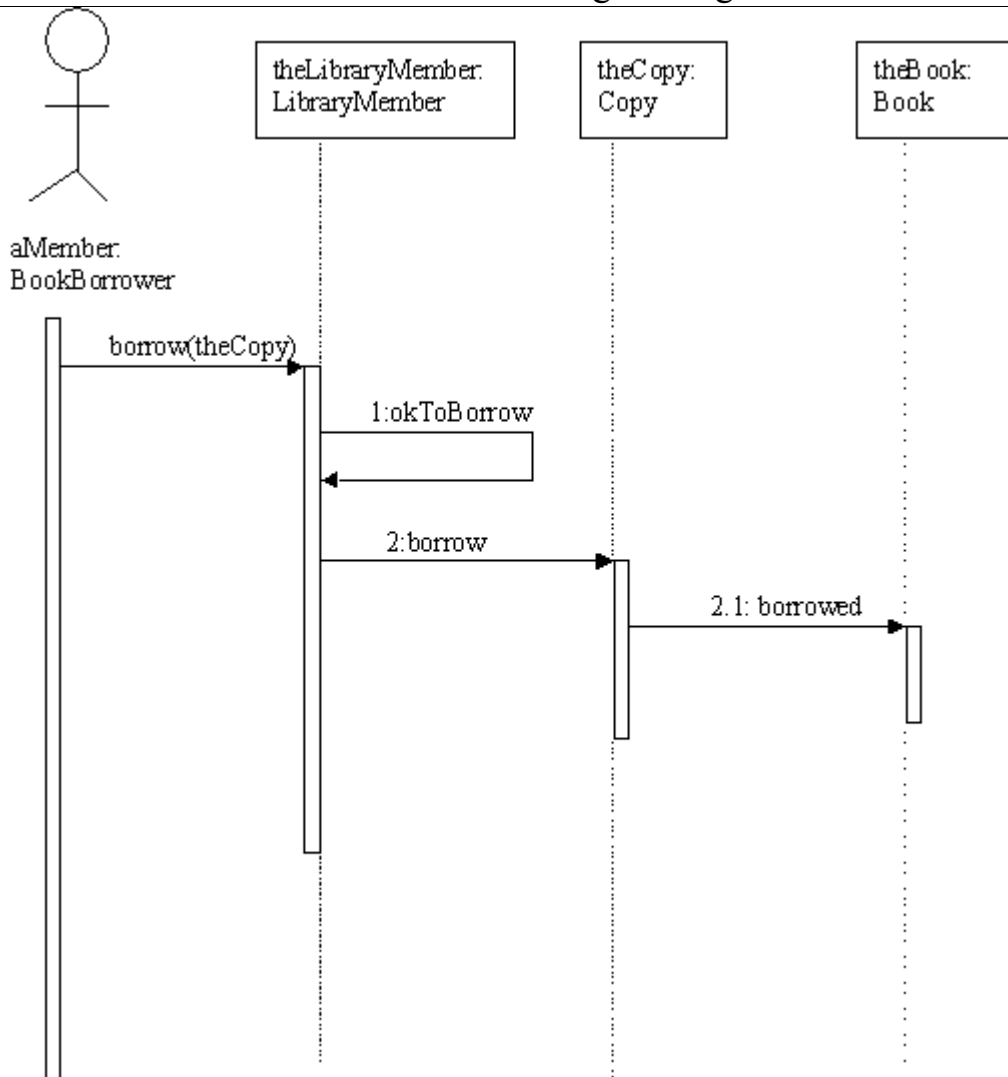 theLibraryMember:
LibraryMember
theCopy:
Copy
theBook:
Book
aMember:
BookBorrower
borrow(theCopy)
1:okToBorrow
2:borrow
2.1: borrowed